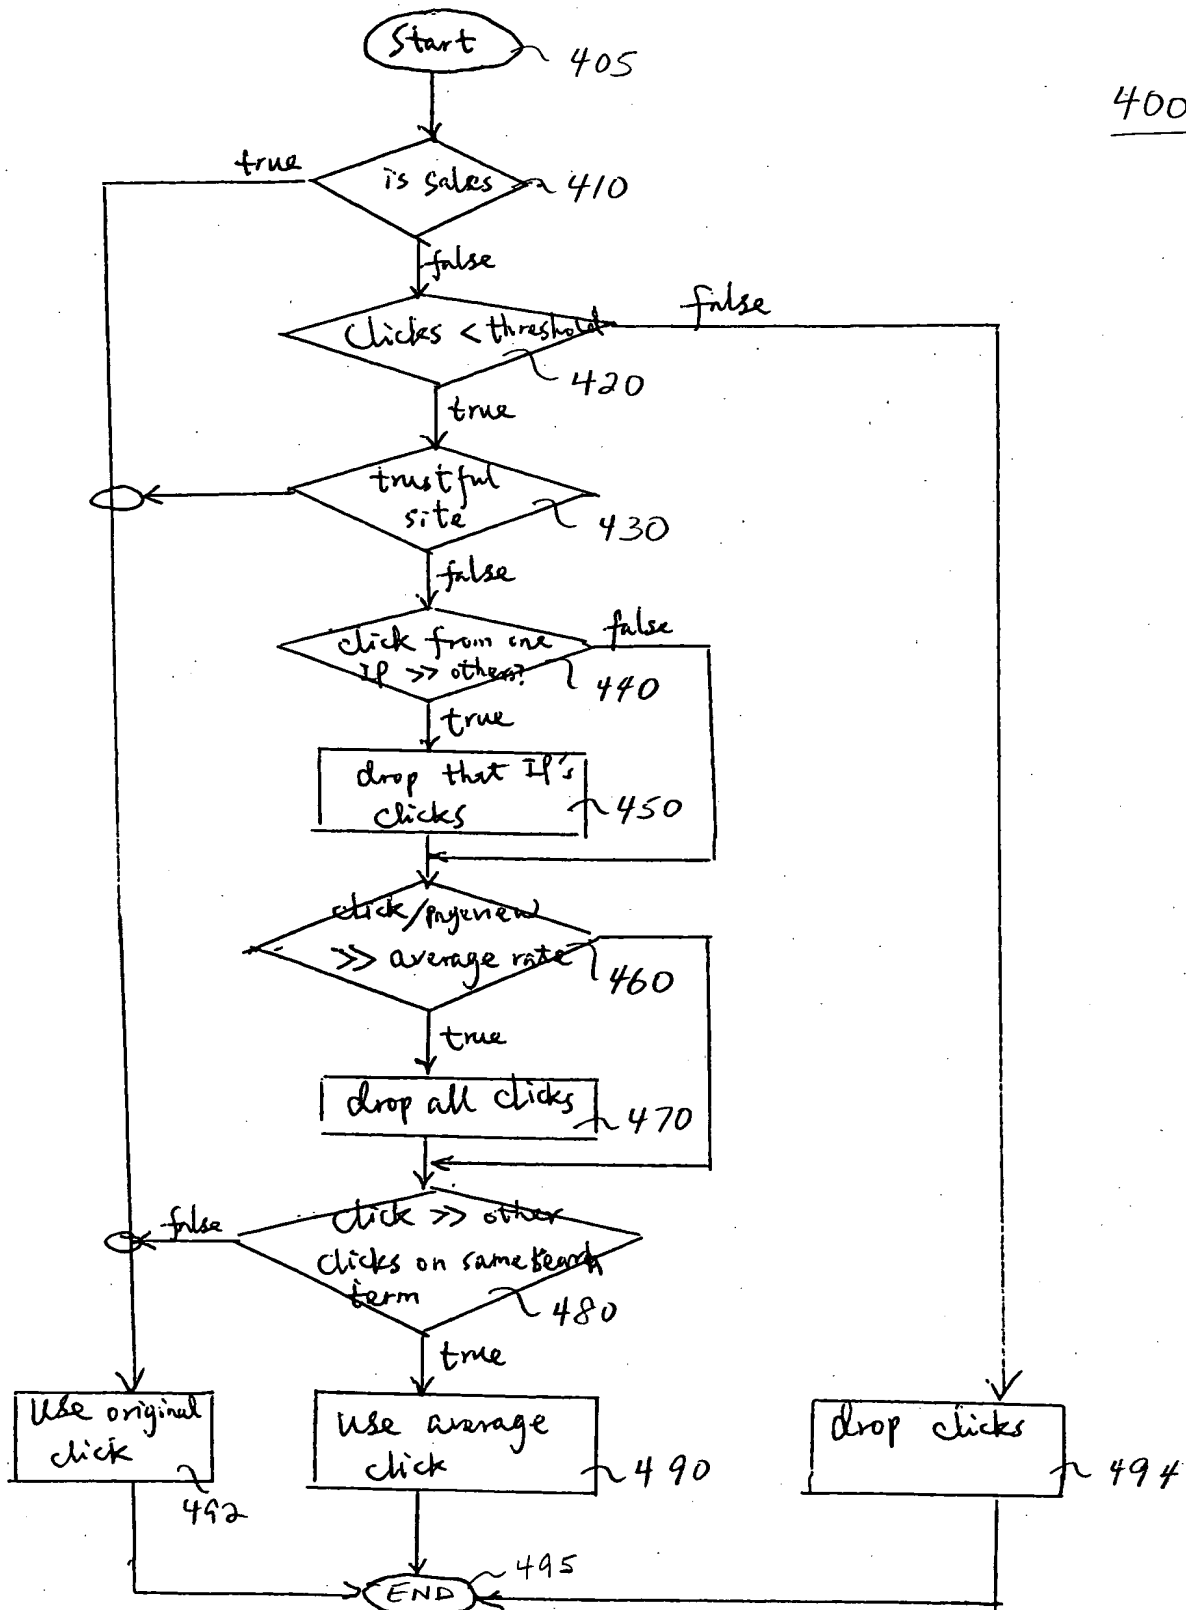 Start
405
400
true
is sales
410
false
Clicks < threshold
false
420
true
trustful
site
430
false
click from one
IP >> others?
false
440
true
drop that IP's
clicks
450
click/pageview
>> average rate
460
true
drop all clicks
470
false
click >> other
clicks on same search
term
480
true
Use original
click
492
use average
click
490
drop clicks
494
495
END